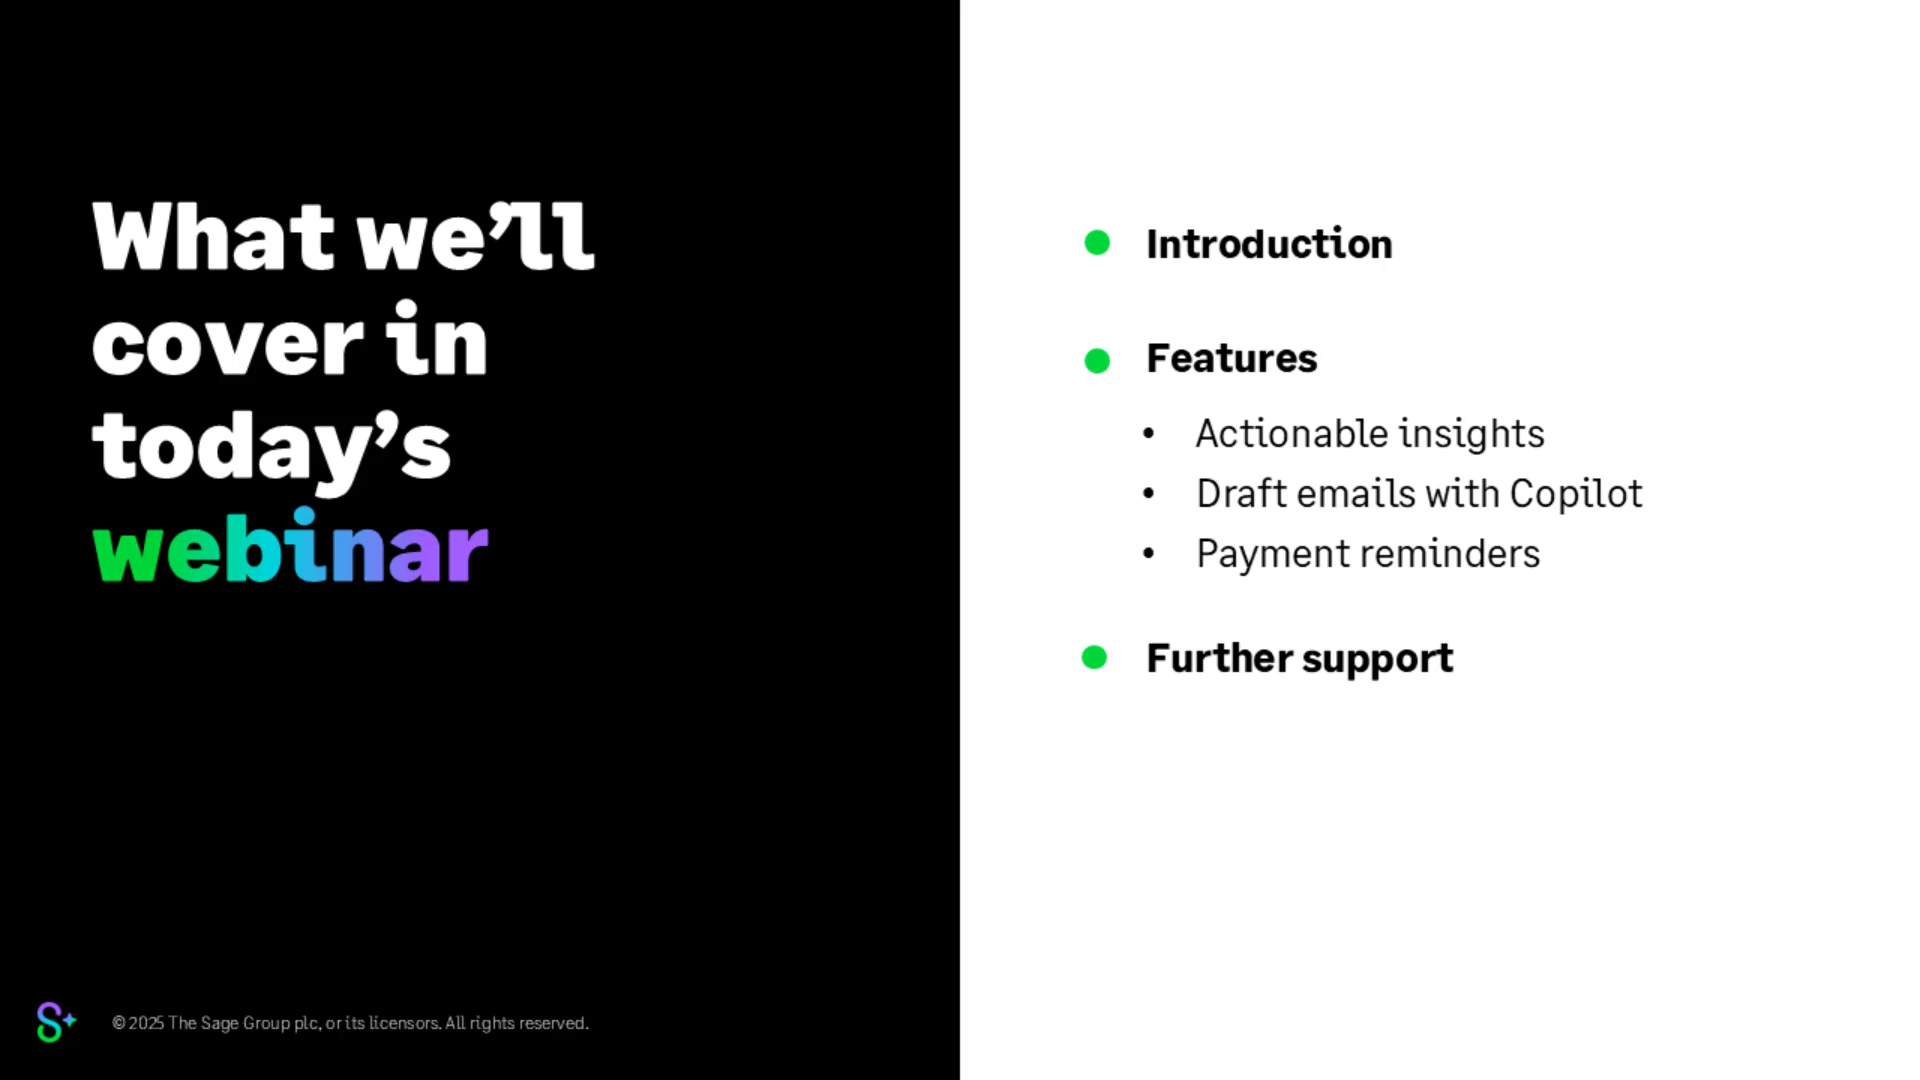 What we’ll
cover in
today’s
webinar
Introduction
Features
• Actionable insights
• Draft emails with Copilot
• Payment reminders
Further support
© 2025 The Sage Group plc, or its licensors. All rights reserved.